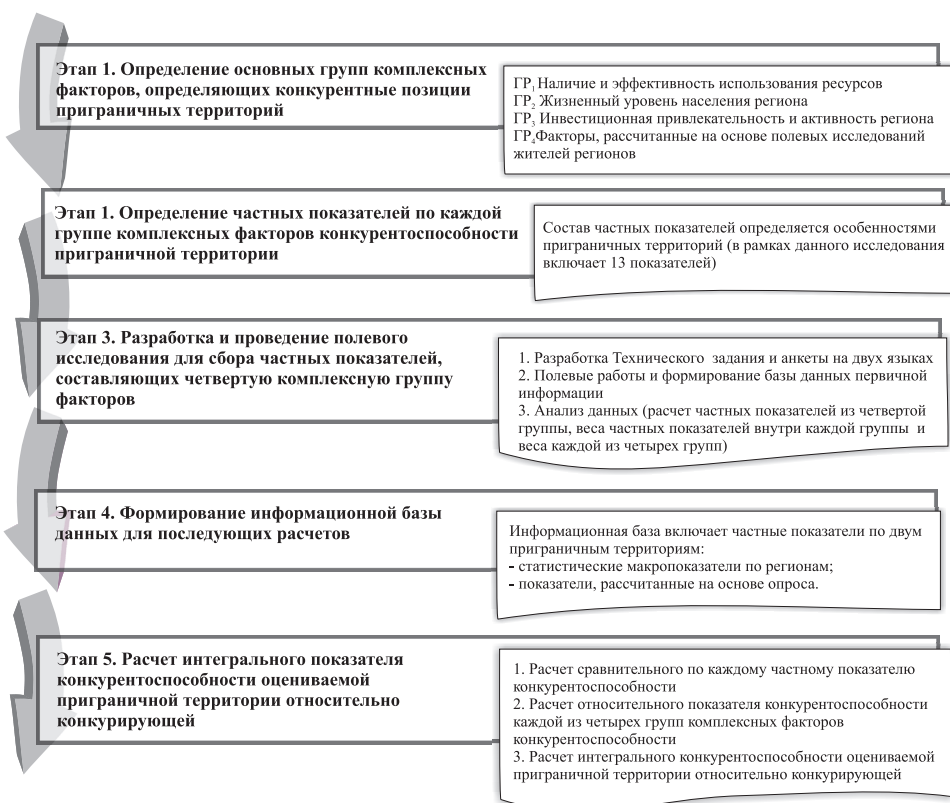 Этап 1. Определение основных групп комплексных
факторов, определяющих конкурентные позиции
приграничных территорий
ГР₁ Наличие и эффективность использования ресурсов
ГР₂ Жизненный уровень населения региона
ГР₃ Инвестиционная привлекательность и активность региона
ГР₄Факторы, рассчитанные на основе полевых исследований
жителей регионов
Этап 1. Определение частных показателей по каждой
группе комплексных факторов конкурентоспособности
приграничной территории
Состав частных показателей определяется особенностями
приграничных территорий (в рамках данного исследования
включает 13 показателей)
Этап 3. Разработка и проведение полевого
исследования для сбора частных показателей,
составляющих четвертую комплексную группу
факторов
1. Разработка Технического задания и анкеты на двух языках
2. Полевые работы и формирование базы данных первичной
информации
3. Анализ данных (расчет частных показателей из четвертой
группы, веса частных показателей внутри каждой группы и
веса каждой из четырех групп)
Этап 4. Формирование информационной базы
данных для последующих расчетов
Информационная база включает частные показатели по двум
приграничным территориям:
- статистические макропоказатели по регионам;
- показатели, рассчитанные на основе опроса.
Этап 5. Расчет интегрального показателя
конкурентоспособности оцениваемой
приграничной территории относительно
конкурирующей
1. Расчет сравнительного по каждому частному показателю
конкурентоспособности
2. Расчет относительного показателя конкурентоспособности
каждой из четырех групп комплексных факторов
конкурентоспособности
3. Расчет интегрального конкурентоспособности оцениваемой
приграничной территории относительно конкурирующей